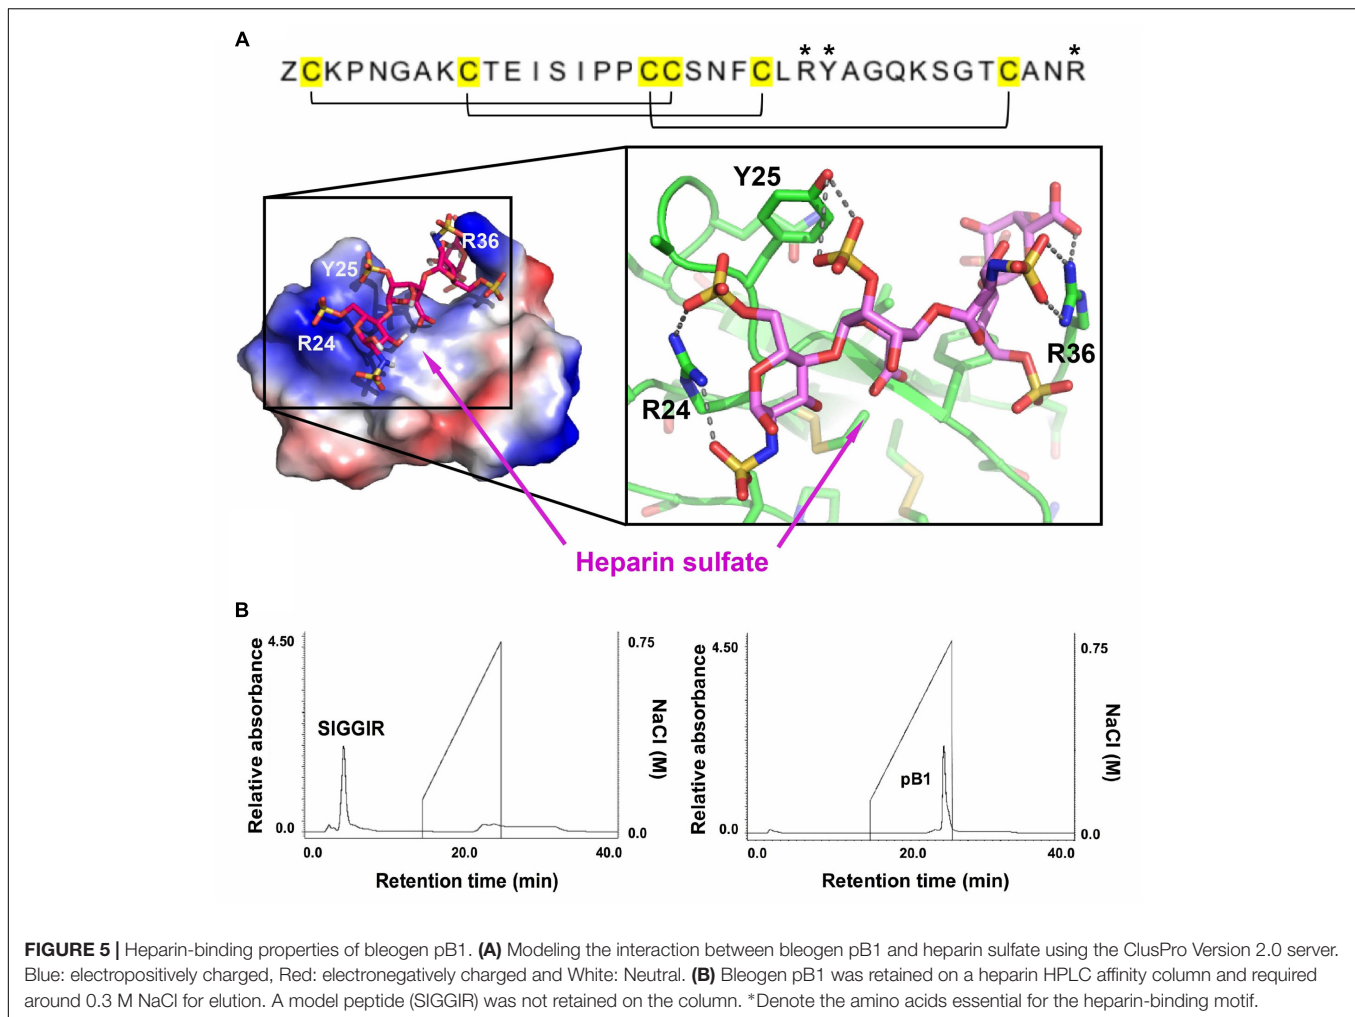 A
* * *
ZCKPNGAKCTEISIPPCCSNFCLRYAGQKSGTCANR
Y25
R36
Y25
R24
R36
R24
Heparin sulfate
B
4.50
0.75
SIGGIR
Relative absorbance
NaCl (M)
0.0
0.0
0.0 20.0 40.0
Retention time (min)
4.50
0.75
pB1
Relative absorbance
NaCl (M)
0.0
0.0
0.0 20.0 40.0
Retention time (min)
FIGURE 5 | Heparin-binding properties of bleogen pB1. (A) Modeling the interaction between bleogen pB1 and heparin sulfate using the ClusPro Version 2.0 server.
Blue: electropositively charged, Red: electronegatively charged and White: Neutral. (B) Bleogen pB1 was retained on a heparin HPLC affinity column and required
around 0.3 M NaCl for elution. A model peptide (SIGGIR) was not retained on the column. *Denote the amino acids essential for the heparin-binding motif.